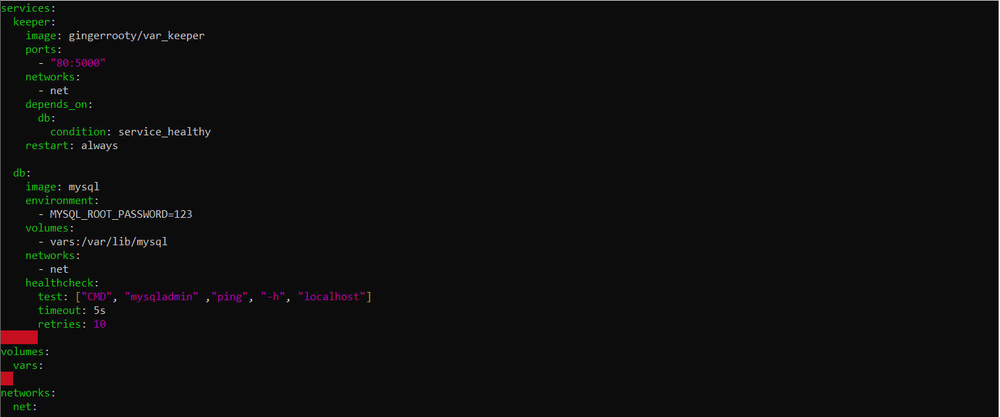 services:
  keeper:
    image: gingerrooty/var_keeper
    ports:
      - "80:5000"
    networks:
      - net
    depends_on:
      db:
        condition: service_healthy
    restart: always

  db:
    image: mysql
    environment:
      - MYSQL_ROOT_PASSWORD=123
    volumes:
      - vars:/var/lib/mysql
    networks:
      - net
    healthcheck:
      test: ["CMD", "mysqladmin" ,"ping", "-h", "localhost"]
      timeout: 5s
      retries: 10

volumes:
  vars:

networks:
  net: